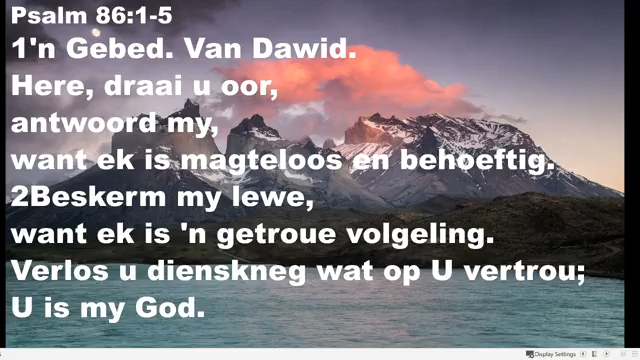 Psalm 86:1-5
1'n Gebed. Van Dawid.
Here, draai u oor,
antwoord my,
want ek is magteloos en behoeftig.
2Beskerm my lewe,
want ek is 'n getroue volgeling.
Verlos u dienskneg wat op U vertrou;
U is my God.
Display Settings